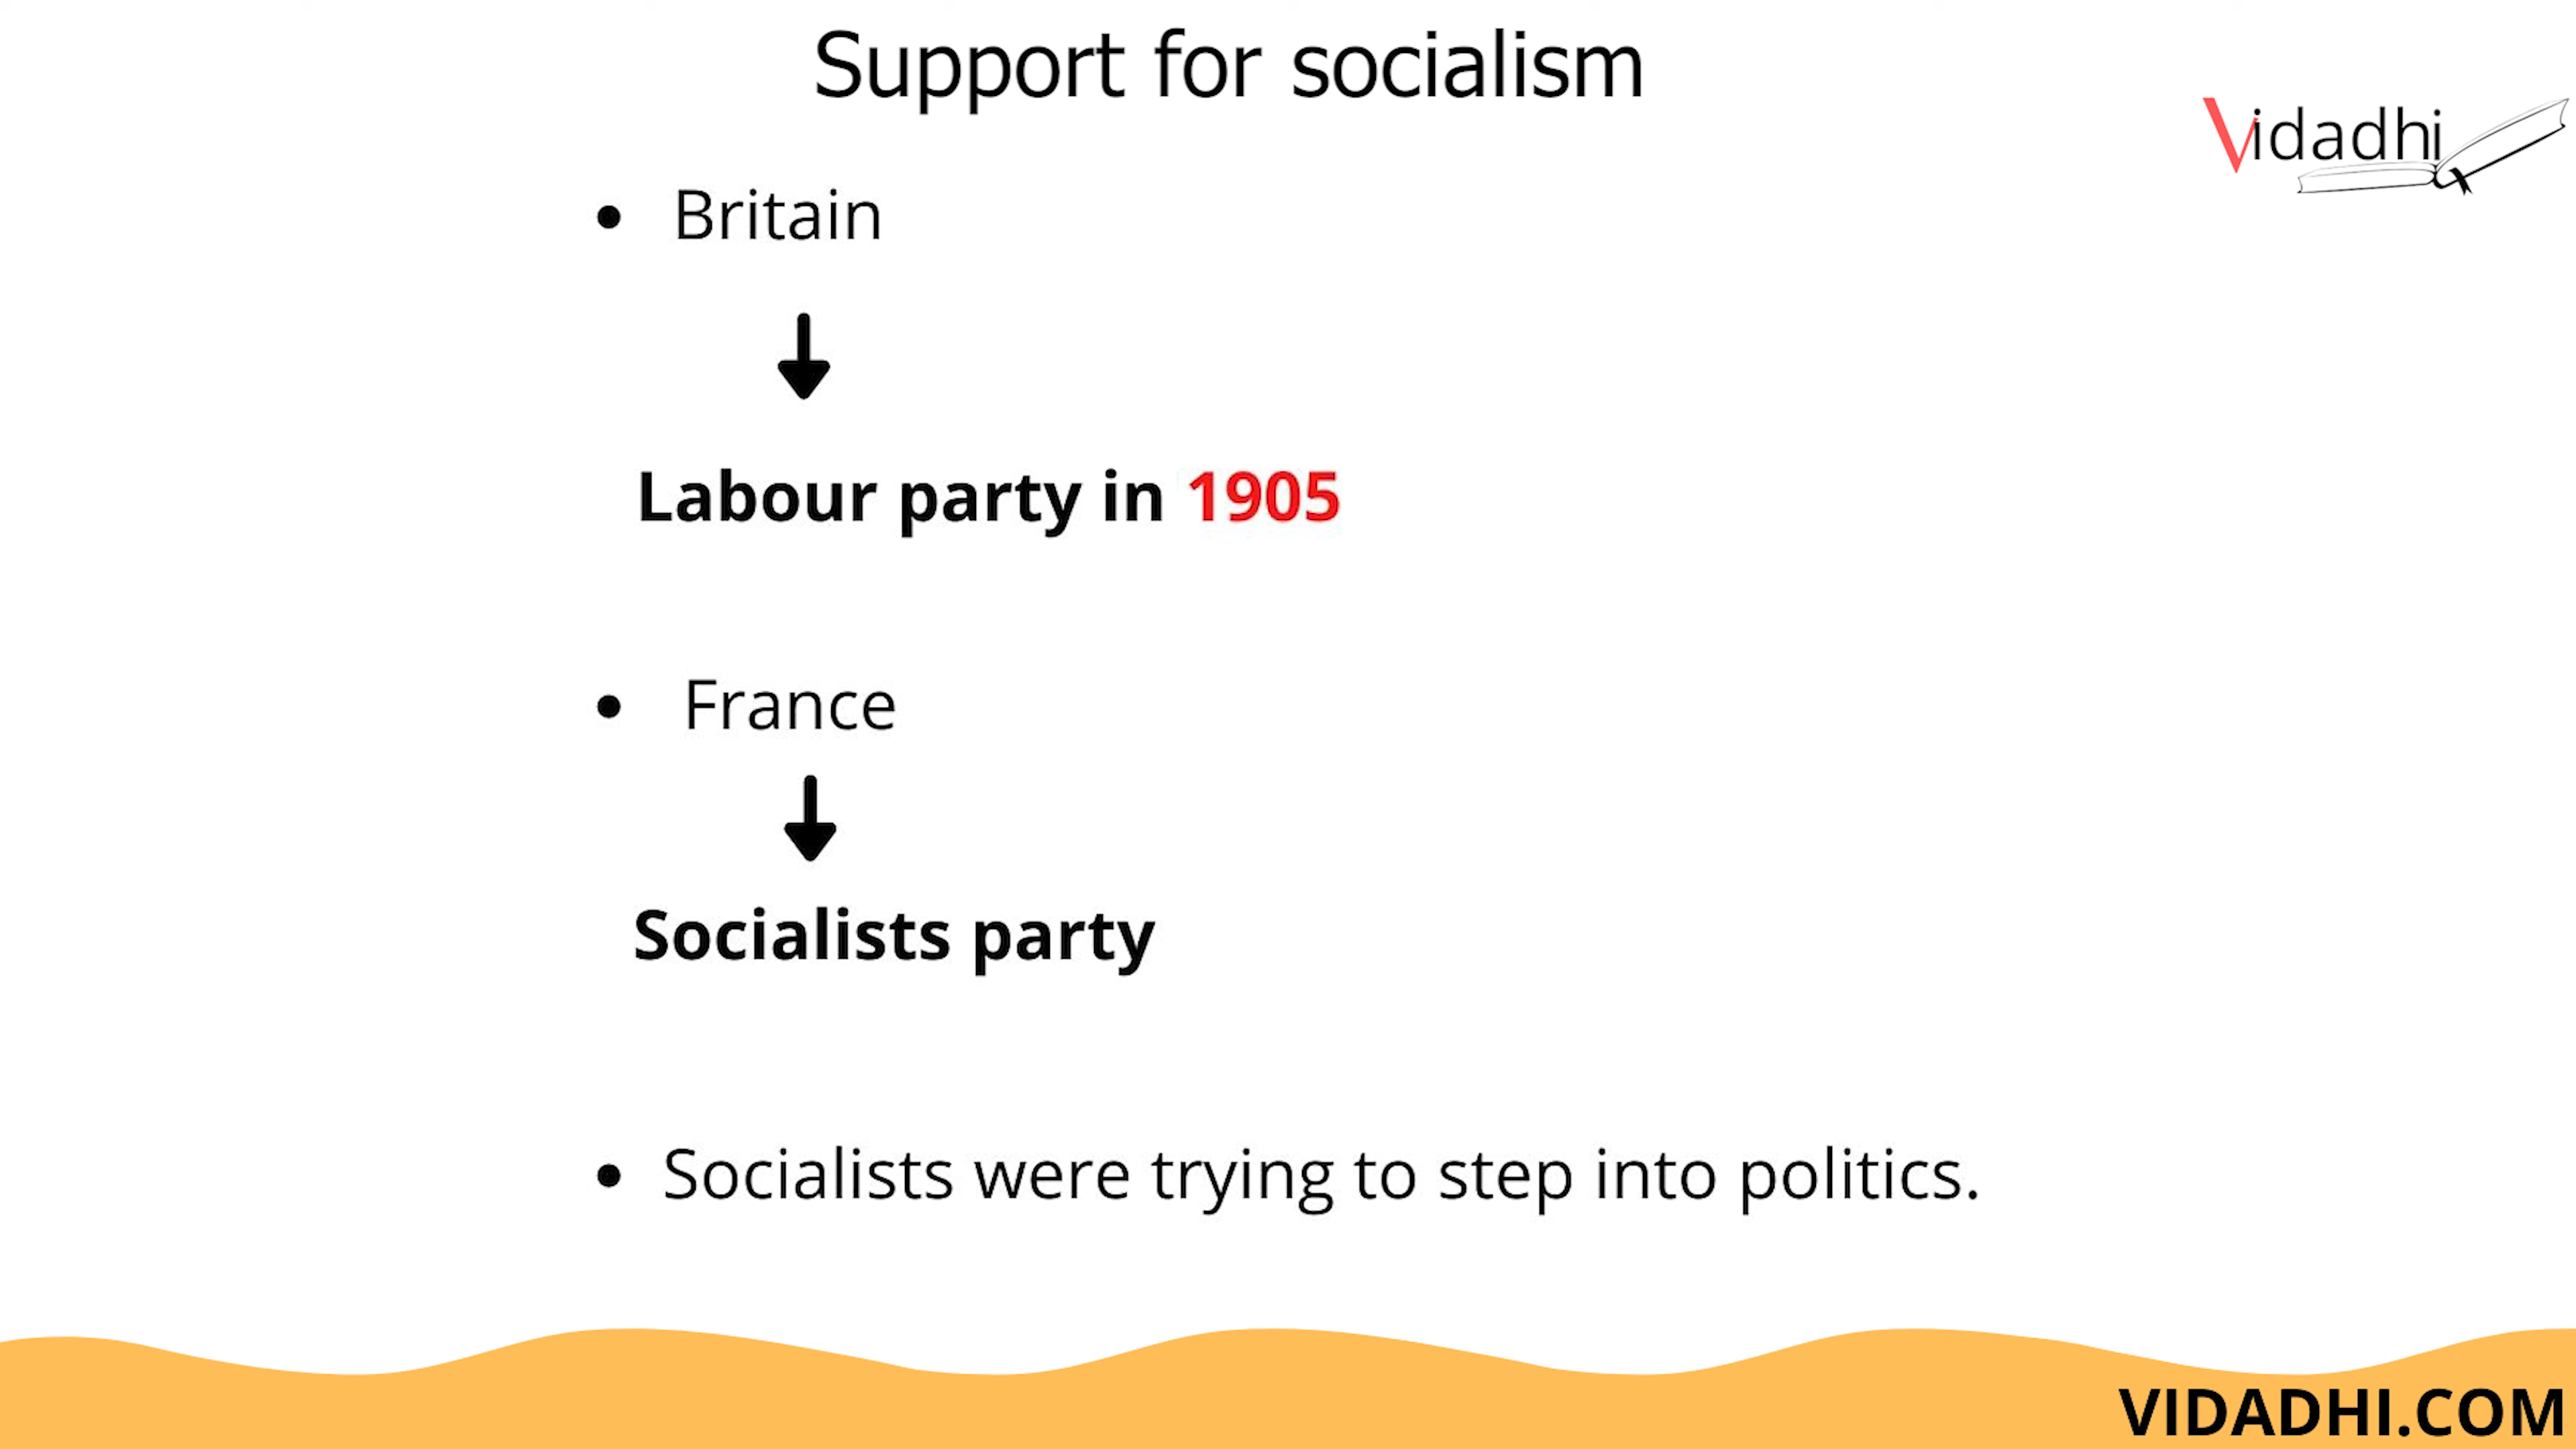 Support for socialism
Vidadhi
• Britain
Labour party in 1905
• France
Socialists party
• Socialists were trying to step into politics.
VIDADHI.COM